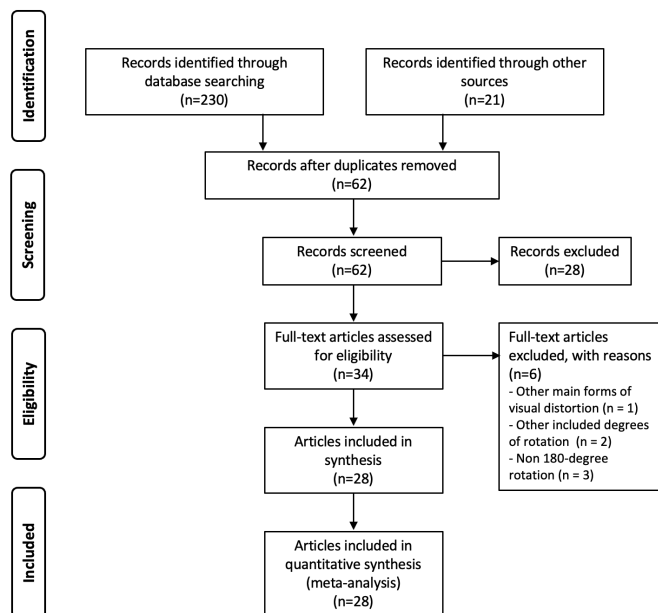 Identification
Records identified through
database searching
(n=230)
Records identified through other
sources
(n=21)
Records after duplicates removed
(n=62)
Screening
Records screened
(n=62)
Records excluded
(n=28)
Eligibility
Full-text articles assessed
for eligibility
(n=34)
Full-text articles
excluded, with reasons
(n=6)
- Other main forms of
visual distortion (n = 1)
- Other included degrees
of rotation (n = 2)
- Non 180-degree
rotation (n = 3)
Articles included in
synthesis
(n=28)
Included
Articles included in
quantitative synthesis
(meta-analysis)
(n=28)